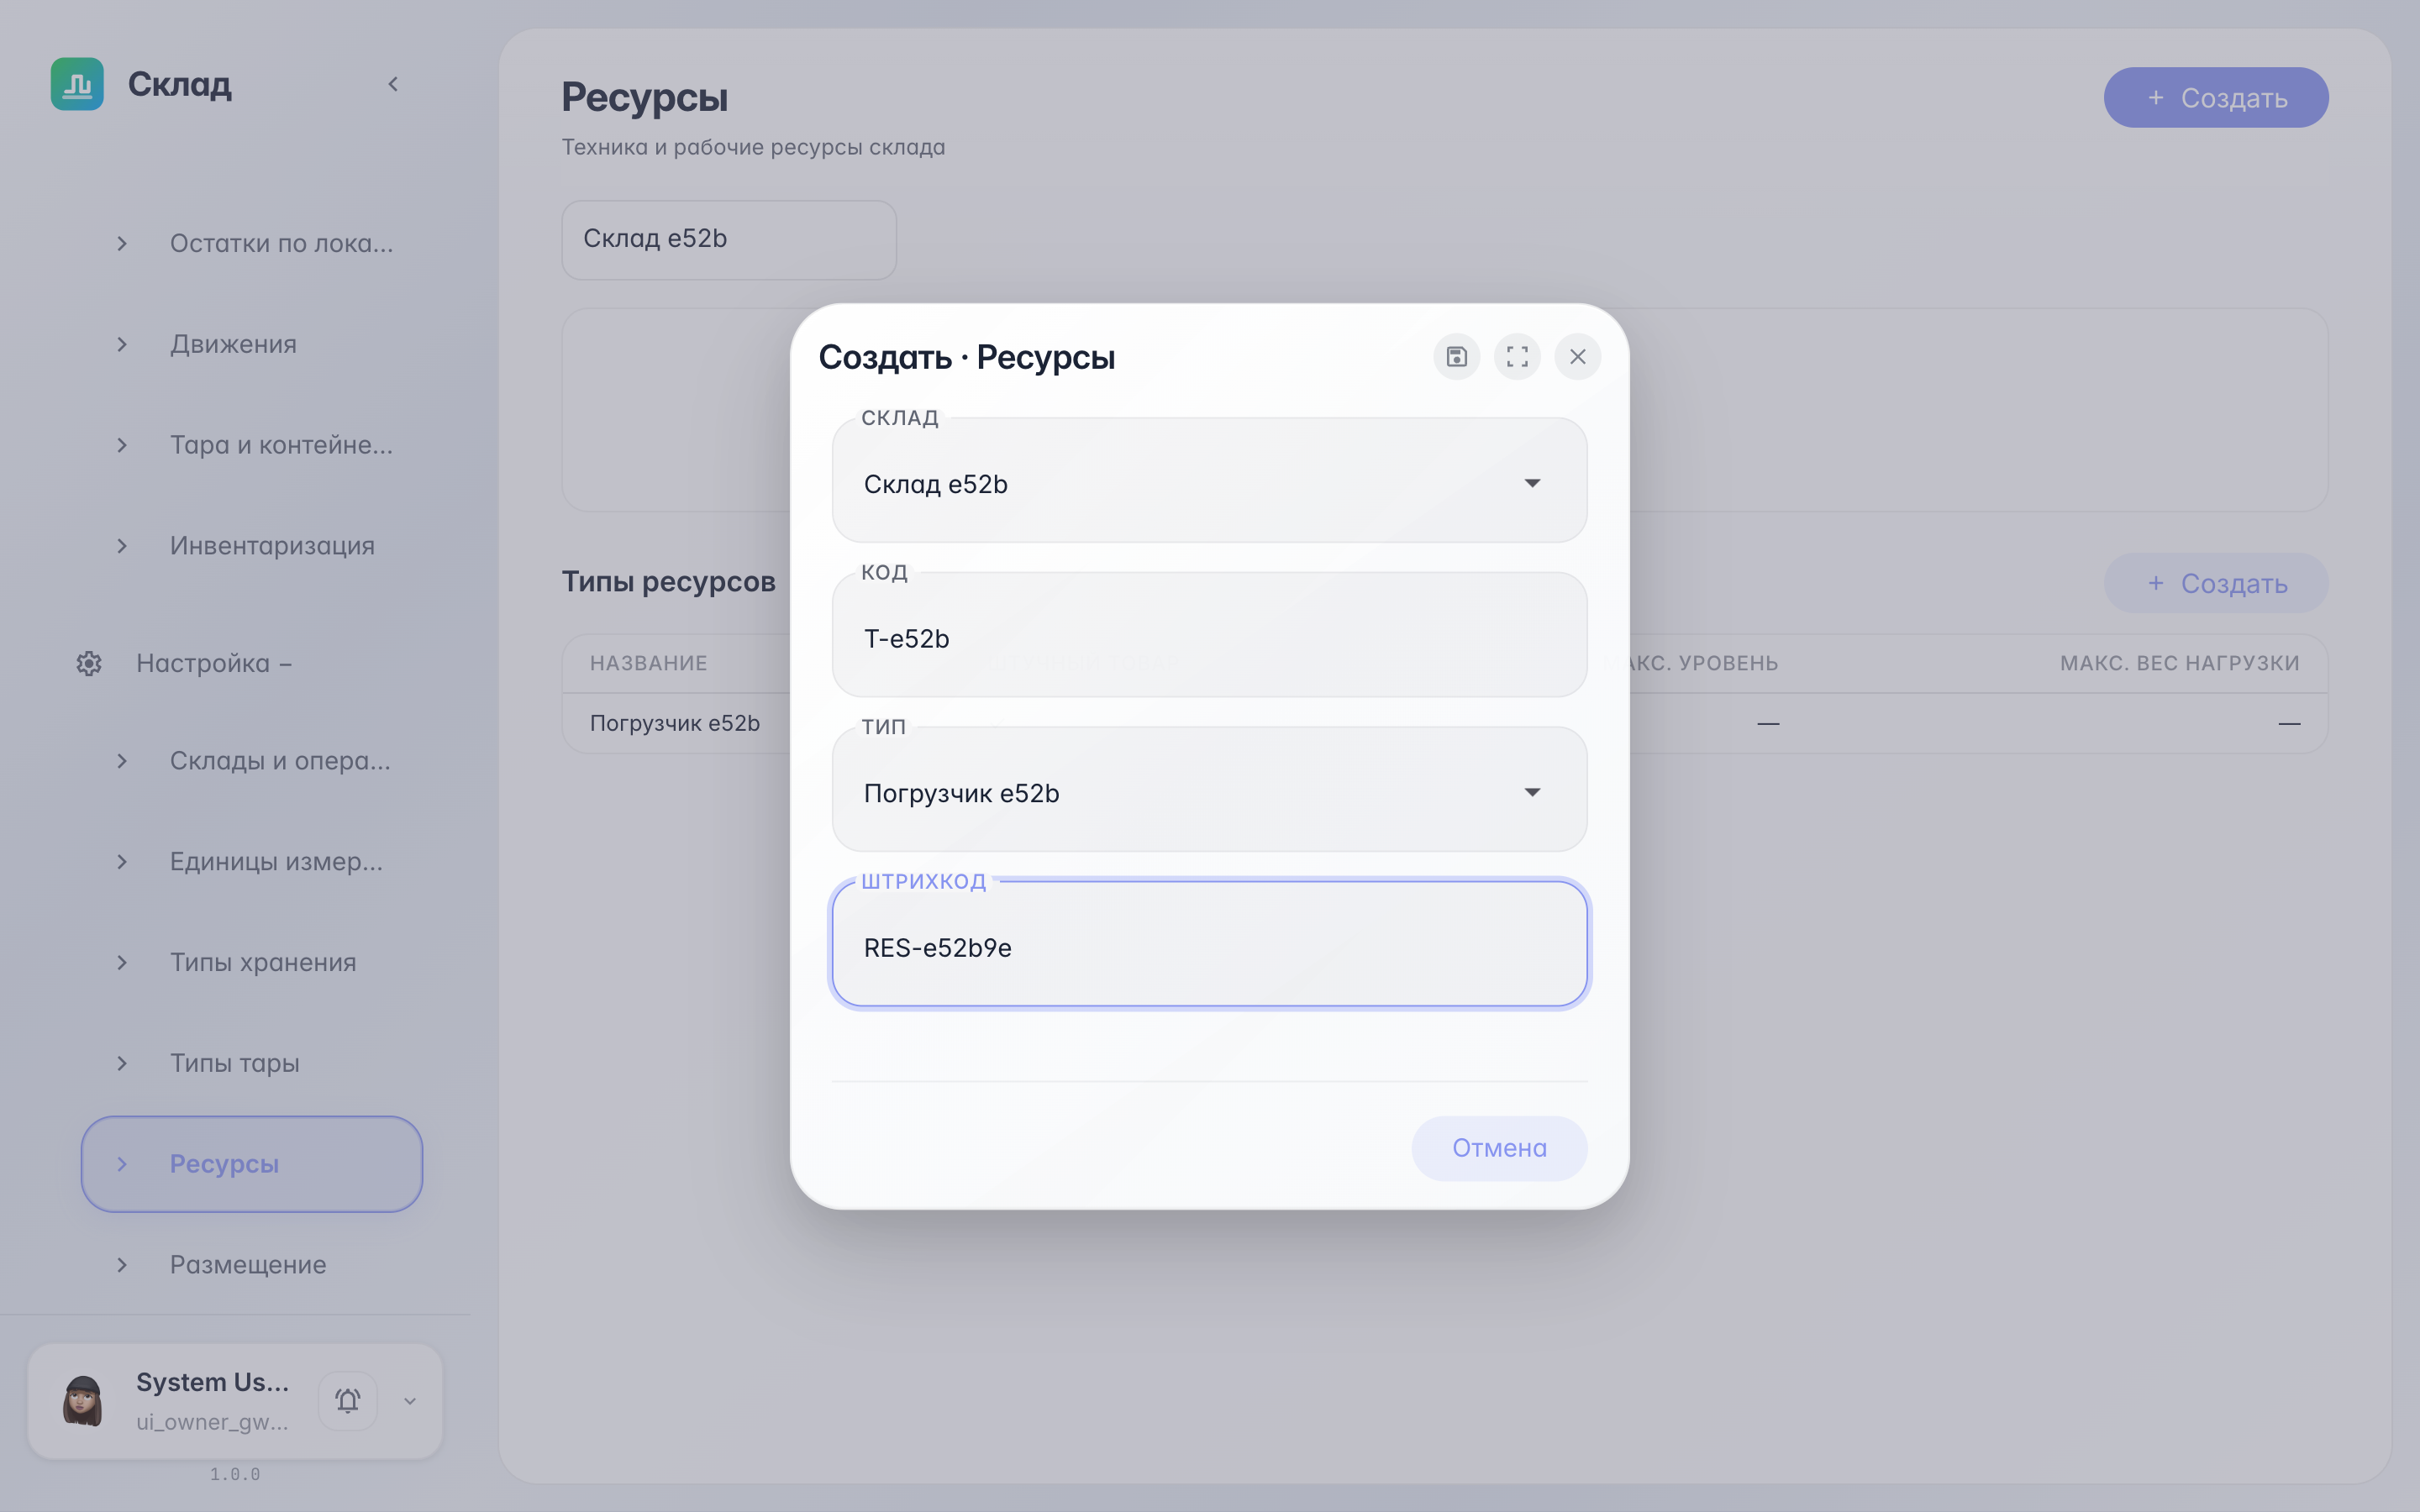 Склад
Остатки по лока...
Движения
Тара и контейне...
Инвентаризация
Настройка –
Склады и опера...
Единицы измер...
Типы хранения
Типы тары
Ресурсы
Размещение
System Us...
ui_owner_gw...
1.0.0
Ресурсы
+ Создать
Техника и рабочие ресурсы склада
Склад e52b
Типы ресурсов
+ Создать
НАЗВАНИЕ
АКС. УРОВЕНЬ
МАКС. ВЕС НАГРУЗКИ
Погрузчик e52b
—
—
Создать · Ресурсы
СКЛАД
Склад e52b
КОД
T-e52b
ТИП
Погрузчик e52b
ШТРИХКОД
RES-e52b9e
Отмена